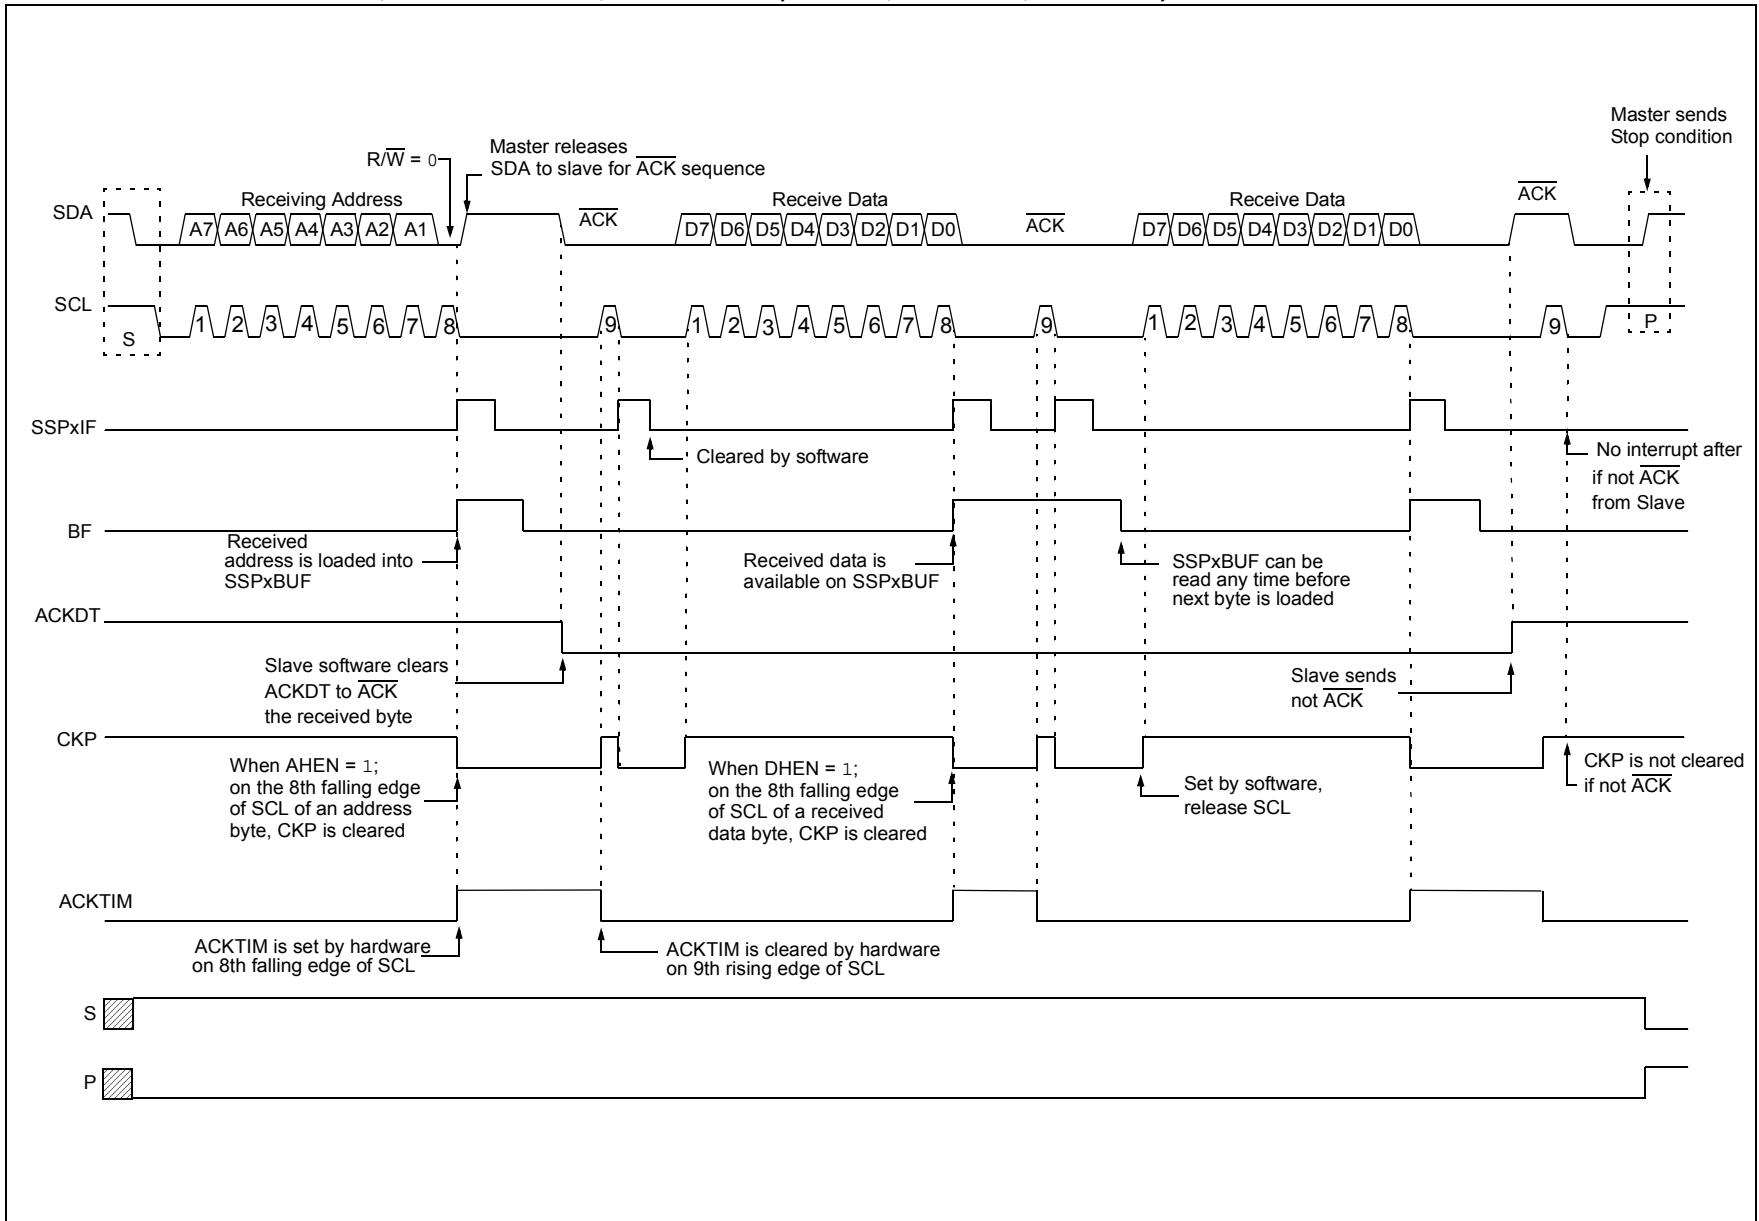 Master sends
Stop condition
R/W̅ = 0
Master releases
SDA to slave for A̅C̅K̅ sequence
Receiving Address
Receive Data
Receive Data
SDA
A7 A6 A5 A4 A3 A2 A1
A̅C̅K̅
D7 D6 D5 D4 D3 D2 D1 D0
A̅C̅K̅
D7 D6 D5 D4 D3 D2 D1 D0
A̅C̅K̅
SCL
S
1 2 3 4 5 6 7 8
9
1 2 3 4 5 6 7 8
9
1 2 3 4 5 6 7 8
9
P
SSPxIF
Cleared by software
No interrupt after
if not A̅C̅K̅
from Slave
BF
Received
address is loaded into
SSPxBUF
Received data is
available on SSPxBUF
SSPxBUF can be
read any time before
next byte is loaded
ACKDT
Slave software clears
ACKDT to A̅C̅K̅
the received byte
Slave sends
not A̅C̅K̅
CKP
When AHEN = 1;
on the 8th falling edge
of SCL of an address
byte, CKP is cleared
When DHEN = 1;
on the 8th falling edge
of SCL of a received
data byte, CKP is cleared
Set by software,
release SCL
CKP is not cleared
if not A̅C̅K̅
ACKTIM
ACKTIM is set by hardware
on 8th falling edge of SCL
ACKTIM is cleared by hardware
on 9th rising edge of SCL
S
P